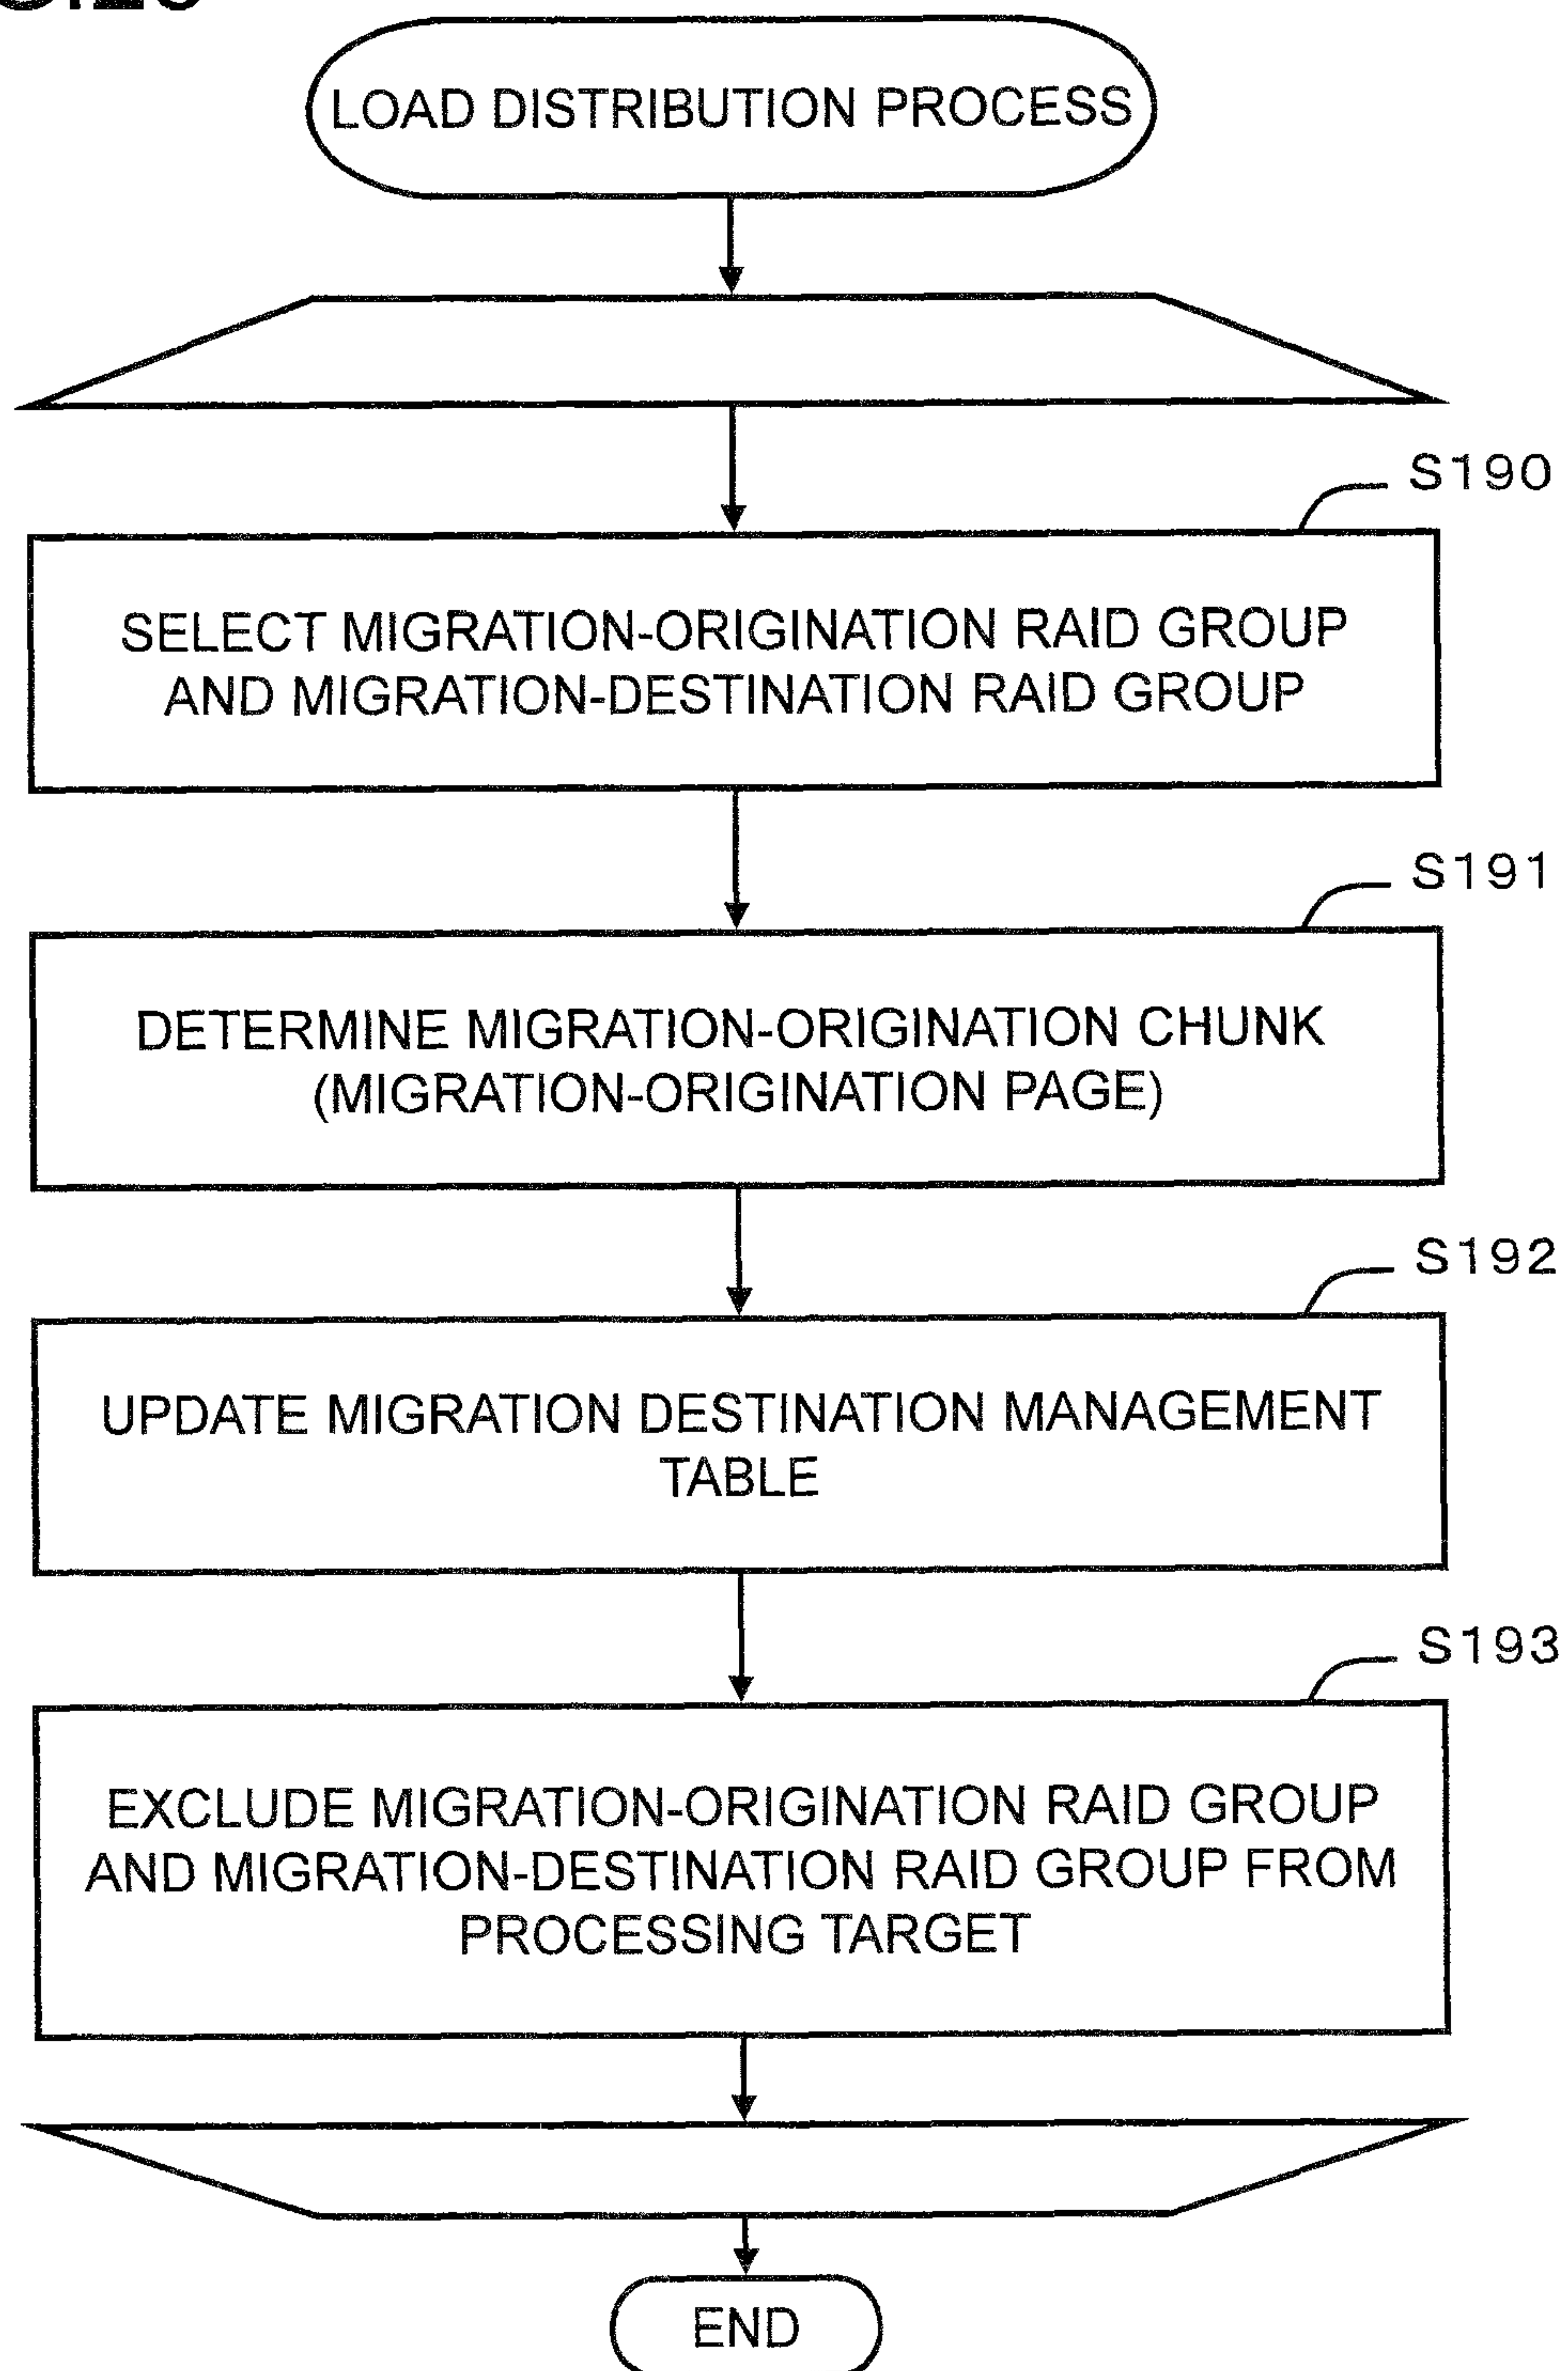 LOAD DISTRIBUTION PROCESS
S190
SELECT MIGRATION-ORIGINATION RAID GROUP
AND MIGRATION-DESTINATION RAID GROUP
S191
DETERMINE MIGRATION-ORIGINATION CHUNK
(MIGRATION-ORIGINATION PAGE)
S192
UPDATE MIGRATION DESTINATION MANAGEMENT
TABLE
S193
EXCLUDE MIGRATION-ORIGINATION RAID GROUP
AND MIGRATION-DESTINATION RAID GROUP FROM
PROCESSING TARGET
END